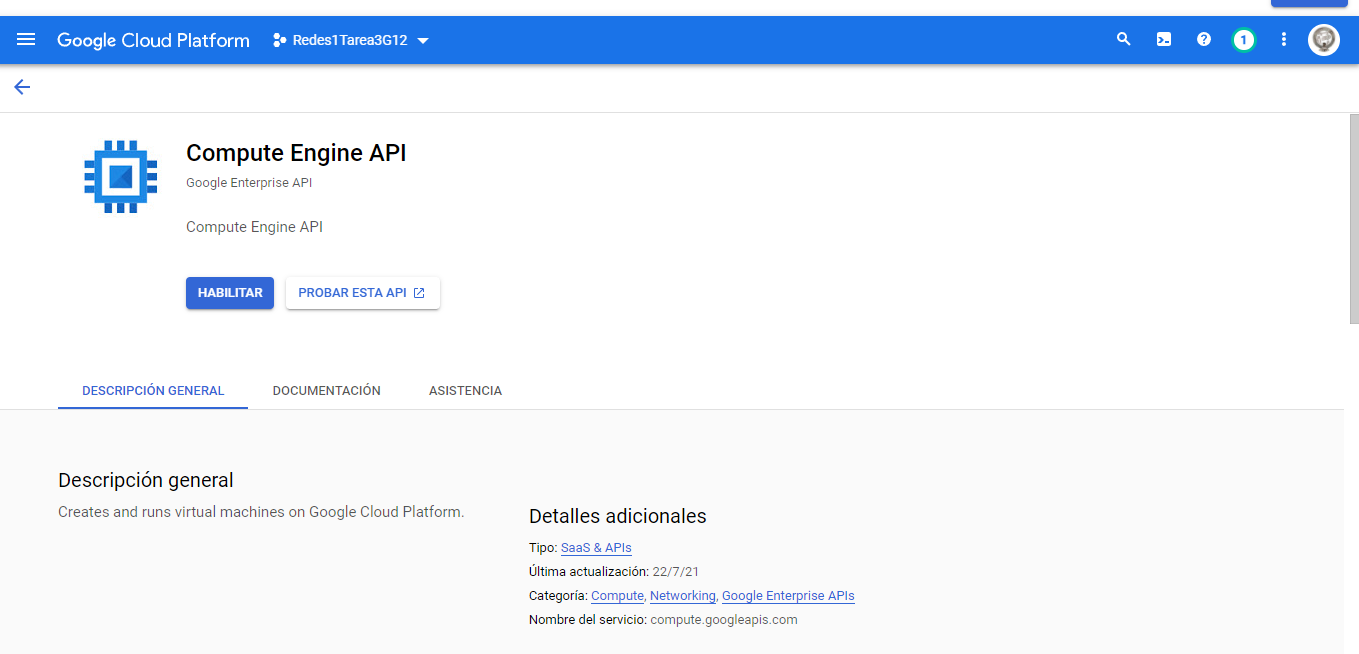 Google Cloud Platform Redes1Tarea3G12 1
Compute Engine API
Google Enterprise API
Compute Engine API
HABILITAR PROBAR ESTA API
DESCRIPCIÓN GENERAL DOCUMENTACIÓN ASISTENCIA
Descripción general
Creates and runs virtual machines on Google Cloud Platform.
Detalles adicionales
Tipo: SaaS & APIs
Última actualización: 22/7/21
Categoría: Compute, Networking, Google Enterprise APIs
Nombre del servicio: compute.googleapis.com